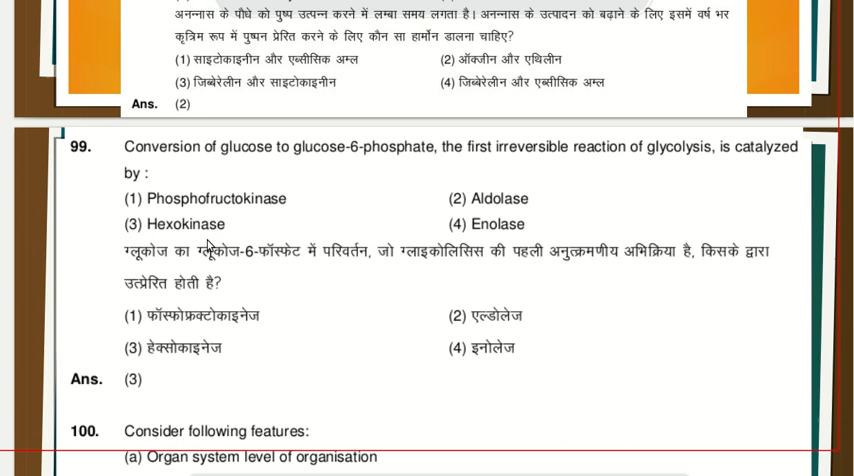 अनन्नास के पौधे को पुष्प उत्पन्न करने में लम्बा समय लगता है। अनन्नास के उत्पादन को बढ़ाने के लिए इसमें वर्ष भर
कृत्रिम रूप में पुष्पन प्रेरित करने के लिए कौन सा हार्मोन डालना चाहिए?
(1) साइटोकाइनीन और एब्सीसिक अम्ल (2) ऑक्जीन और एथिलीन
(3) जिब्बेरेलीन और साइटोकाइनीन (4) जिब्बेरेलीन और एब्सीसिक अम्ल
Ans. (2)
99. Conversion of glucose to glucose-6-phosphate, the first irreversible reaction of glycolysis, is catalyzed
by :
(1) Phosphofructokinase (2) Aldolase
(3) Hexokinase (4) Enolase
ग्लूकोज का ग्लूकोज-6-फॉस्फेट में परिवर्तन, जो ग्लाइकोलिसिस की पहली अनुत्क्रमणीय अभिक्रिया है, किसके द्वारा
उत्प्रेरित होती है?
(1) फॉस्फोफ्रक्टोकाइनेज (2) एल्डोलेज
(3) हेक्सोकाइनेज (4) इनोलेज
Ans. (3)
100. Consider following features:
(a) Organ system level of organisation